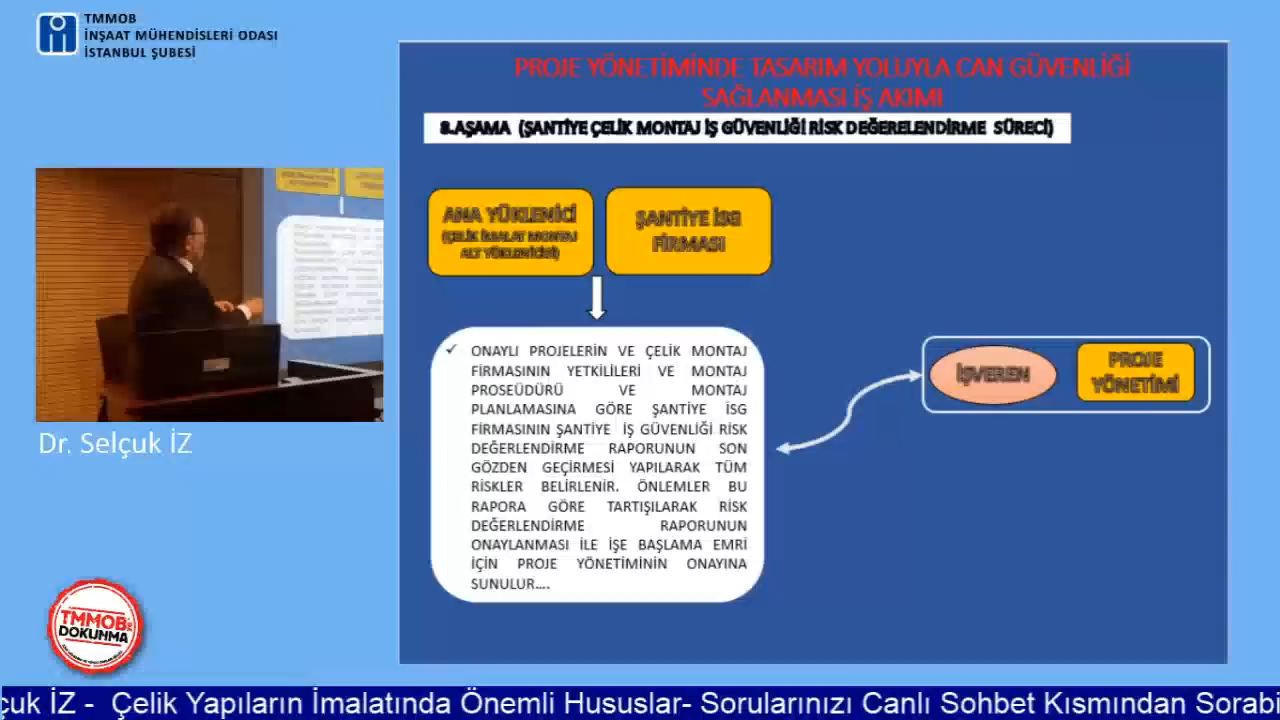 TMMOB
İNŞAAT MÜHENDİSLERİ ODASI
İSTANBUL ŞUBESİ
PROJE YÖNETİMİNDE TASARIM YOLUYLA CAN GÜVENLİĞİ
SAĞLANMASI İŞ AKIMI
8.AŞAMA (ŞANTİYE ÇELİK MONTAJ İŞ GÜVENLİĞİ RİSK DEĞERELENDİRME SÜRECİ)
ANA YÜKLENİCİ
(ÇELİK İMALAT MONTAJ
ALT YÜKLENİCİSİ)
ŞANTİYE İSG
FİRMASI
✓ ONAYLI PROJELERİN VE ÇELİK MONTAJ
FİRMASININ YETKİLİLERİ VE MONTAJ
PROSEÜDÜRÜ VE MONTAJ
PLANLAMASINA GÖRE ŞANTİYE İSG
FİRMASININ ŞANTİYE İŞ GÜVENLİĞİ RİSK
DEĞERLENDİRME RAPORUNUN SON
GÖZDEN GEÇİRMESİ YAPILARAK TÜM
RİSKLER BELİRLENİR. ÖNLEMLER BU
RAPORA GÖRE TARTIŞILARAK RİSK
DEĞERLENDİRME RAPORUNUN
ONAYLANMASI İLE İŞE BAŞLAMA EMRİ
İÇİN PROJE YÖNETİMİNİN ONAYINA
SUNULUR....
İŞVEREN
PROJE
YÖNETİMİ
Dr. Selçuk İZ
TMMOB
DOKUNMA
çuk İZ - Çelik Yapıların İmalatında Önemli Hususlar- Sorularınızı Canlı Sohbet Kısmından Sorabi